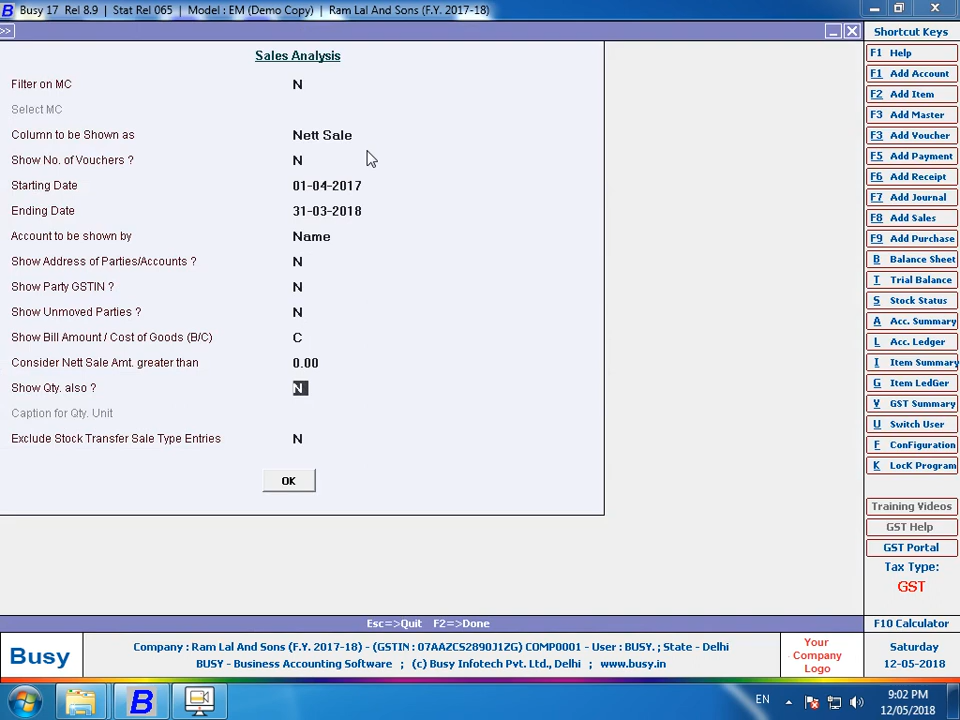 Busy 17 Rel 8.9 | Stat Rel 065 | Model : EM (Demo Copy) | Ram Lal And Sons (F.Y. 2017-18)
>>
Shortcut Keys
Sales Analysis
Filter on MC N
Select MC
Column to be Shown as Nett Sale
Show No. of Vouchers ? N
Starting Date 01-04-2017
Ending Date 31-03-2018
Account to be shown by Name
Show Address of Parties/Accounts ? N
Show Party GSTIN ? N
Show Unmoved Parties ? N
Show Bill Amount / Cost of Goods (B/C) C
Consider Nett Sale Amt. greater than 0.00
Show Qty. also ? N
Caption for Qty. Unit
Exclude Stock Transfer Sale Type Entries N
OK
F1 Help
F1 Add Account
F2 Add Item
F3 Add Master
F3 Add Voucher
F5 Add Payment
F6 Add Receipt
F7 Add Journal
F8 Add Sales
F9 Add Purchase
B Balance Sheet
T Trial Balance
S Stock Status
A Acc. Summary
L Acc. Ledger
I Item Summary
G Item LedGer
Y GST Summary
U Switch User
F ConFiguration
K LocK Program
Training Videos
GST Help
GST Portal
Tax Type:
GST
Esc=>Quit F2=>Done
F10 Calculator
Busy
Company : Ram Lal And Sons (F.Y. 2017-18) - (GSTIN : 07AAZCS2890J1ZG) COMP0001 - User : BUSY. ; State - Delhi
BUSY - Business Accounting Software ; (c) Busy Infotech Pvt. Ltd., Delhi ; www.busy.in
Your
Company
Logo
Saturday
12-05-2018
EN
9:02 PM
12/05/2018